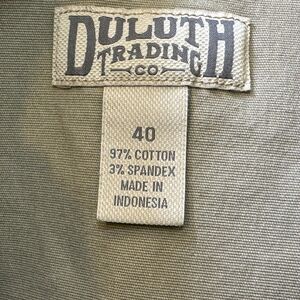 DULUTH
TRADING
CO
40
97% COTTON
3% SPANDEX
MADE IN
INDONESIA